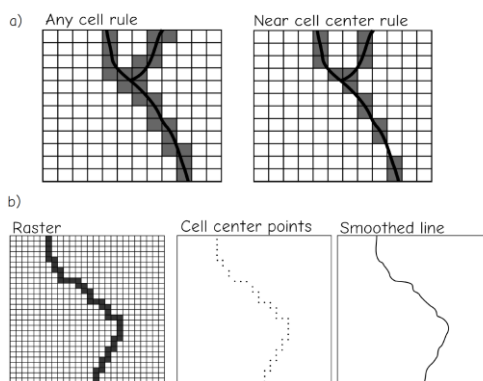 a) Any cell rule Near cell center rule
b)
Raster Cell center points Smoothed line